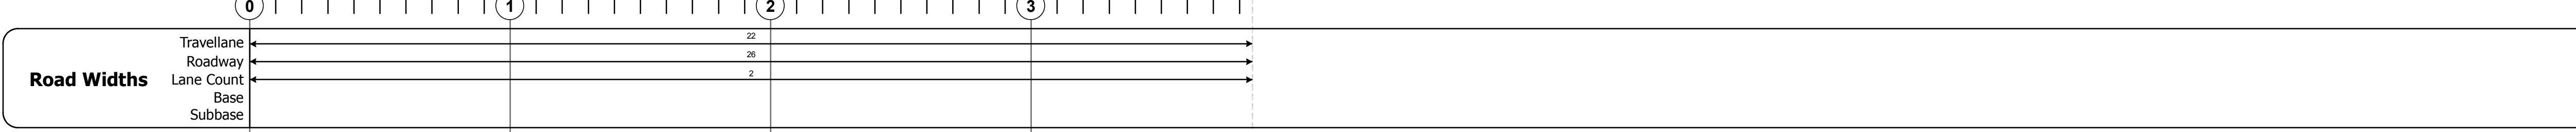 0 1 2 3
Travellane 22
Roadway 26
Road Widths Lane Count 2
Base
Subbase